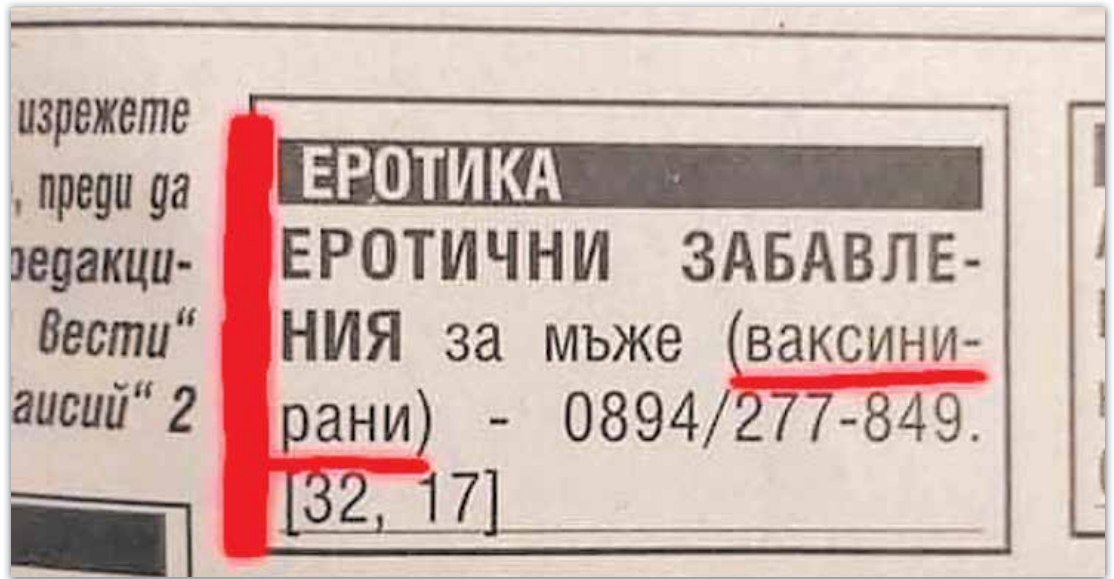 изрежете
, преди да
редакци-
Вести“
аисий“ 2
ЕРОТИКА
ЕРОТИЧНИ ЗАБАВЛЕ-
НИЯ за мъже (ваксини-
рани) - 0894/277-849.
[32, 17]